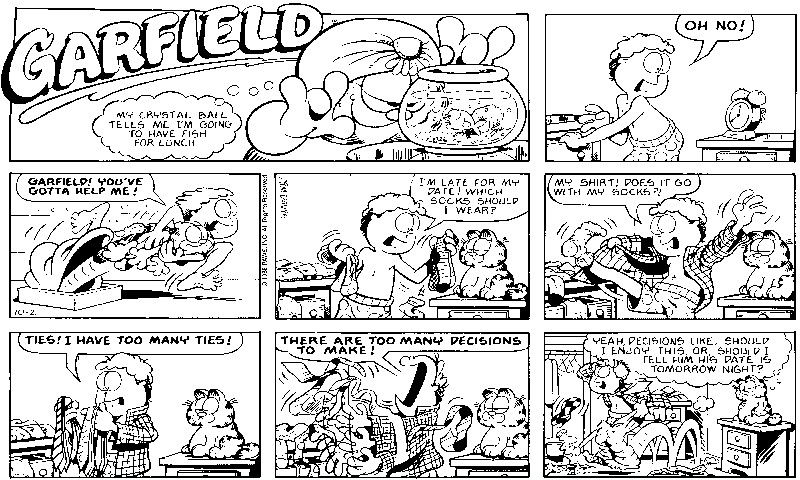 GARFIELD
MY CRYSTAL BALL
TELLS ME I'M GOING
TO HAVE FISH
FOR LUNCH
OH NO!
GARFIELD! YOU'VE
GOTTA HELP ME!
10-2
I'M LATE FOR MY
DATE! WHICH
SOCKS SHOULD
I WEAR?
MY SHIRT! DOES IT GO
WITH MY SOCKS?!
TIES! I HAVE TOO MANY TIES!
THERE ARE TOO MANY DECISIONS
TO MAKE!
YEAH, DECISIONS LIKE, SHOULD
I ENJOY THIS, OR, SHOULD I
TELL HIM HIS DATE IS
TOMORROW NIGHT?